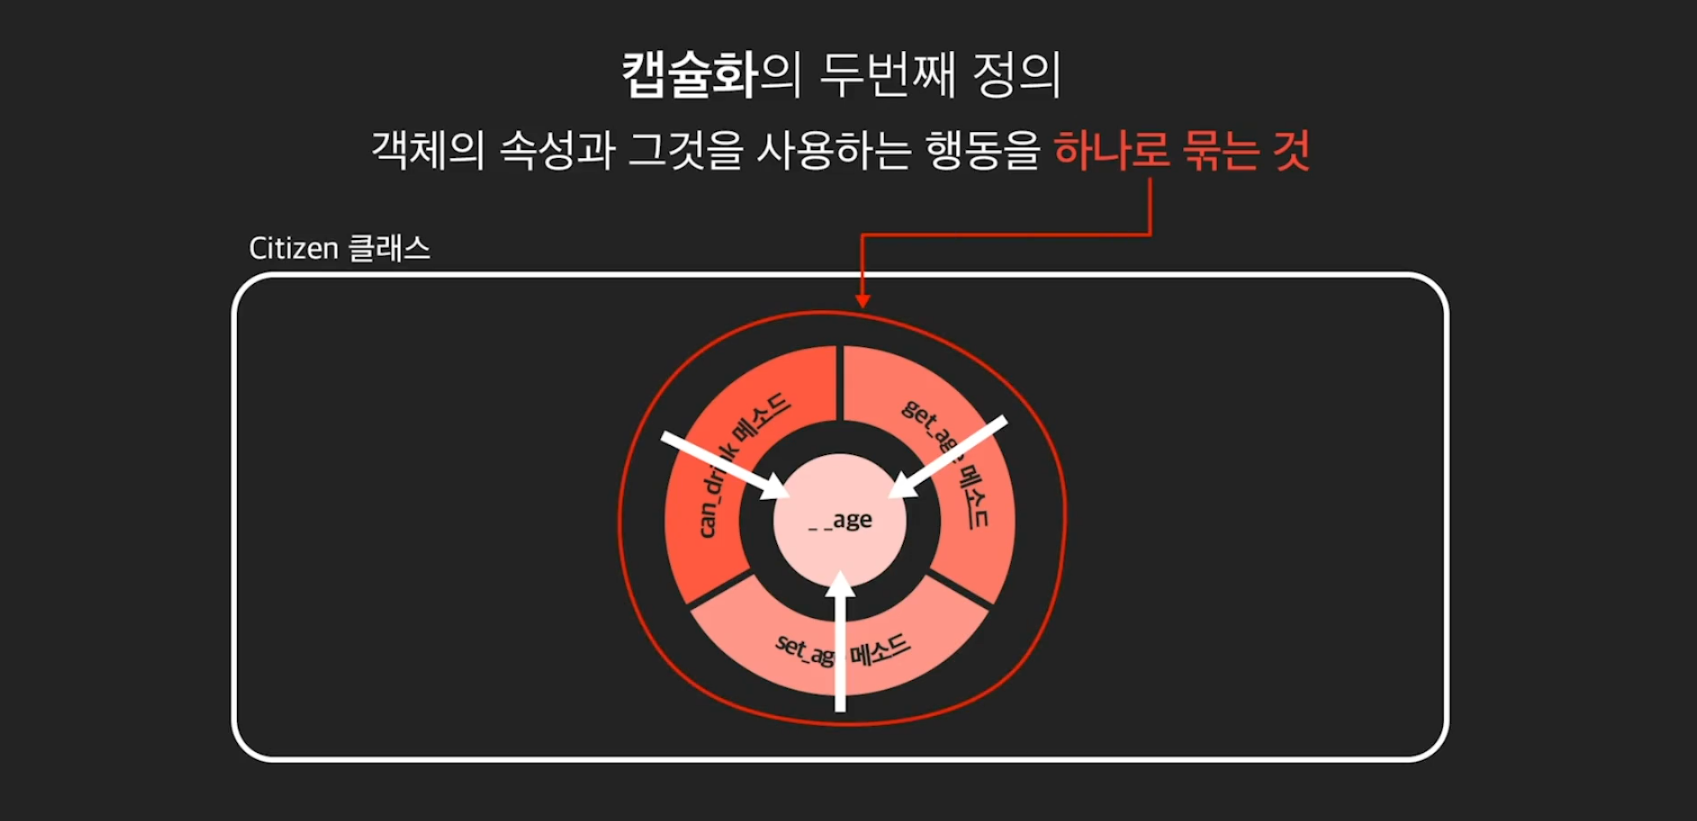 캡슐화의 두번째 정의
객체의 속성과 그것을 사용하는 행동을 하나로 묶는 것
Citizen 클래스
can_drink 메소드
get_age 메소드
_ _age
set_age 메소드